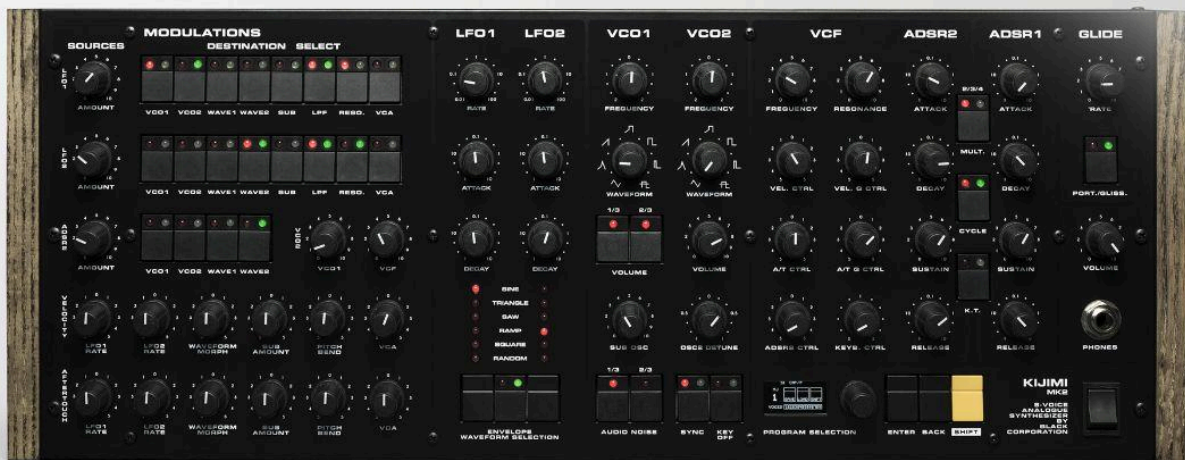 MODULATIONS
SOURCES
DESTINATION SELECT
LFO1
AMOUNT
VCO1 VCO2 WAVE1 WAVE2 SUB LPF RESO. VCA
LFO2
AMOUNT
VCO1 VCO2 WAVE1 WAVE2 SUB LPF RESO. VCA
ADSR2
AMOUNT
VCO1 VCO2 WAVE1 WAVE2
VCO2
VCO1 VCF
VELOCITY
LFO1 RATE
LFO2 RATE
WAVEFORM MORPH
SUB AMOUNT
PITCH BEND
VCA
AFTERTOUCH
LFO1 RATE
LFO2 RATE
WAVEFORM MORPH
SUB AMOUNT
PITCH BEND
VCA
LFO1 LFO2
RATE RATE
ATTACK ATTACK
DECAY DECAY
SINE
TRIANGLE
SAW
RAMP
SQUARE
RANDOM
ENVELOPE
WAVEFORM SELECTION
VCO1 VCO2
FREQUENCY FREQUENCY
WAVEFORM WAVEFORM
1/3 2/3
VOLUME VOLUME
SUB OSC OSC2 DETUNE
1/3 2/3
AUDIO NOISE
SYNC KEY OFF
VCF
FREQUENCY RESONANCE
VEL. CTRL VEL. Q CTRL
A/T CTRL A/T Q CTRL
ADSR2 CTRL KEYB. CTRL
PROGRAM SELECTION
ADSR2 ADSR1
ATTACK ATTACK
2/3/4
MULT.
DECAY DECAY
CYCLE
SUSTAIN SUSTAIN
K.T.
RELEASE RELEASE
ENTER BACK SHIFT
GLIDE
RATE
PORT./GLISS.
VOLUME
PHONES
KIJIMI
MK2
8-VOICE
ANALOGUE
SYNTHESIZER
BY
BLACK
CORPORATION